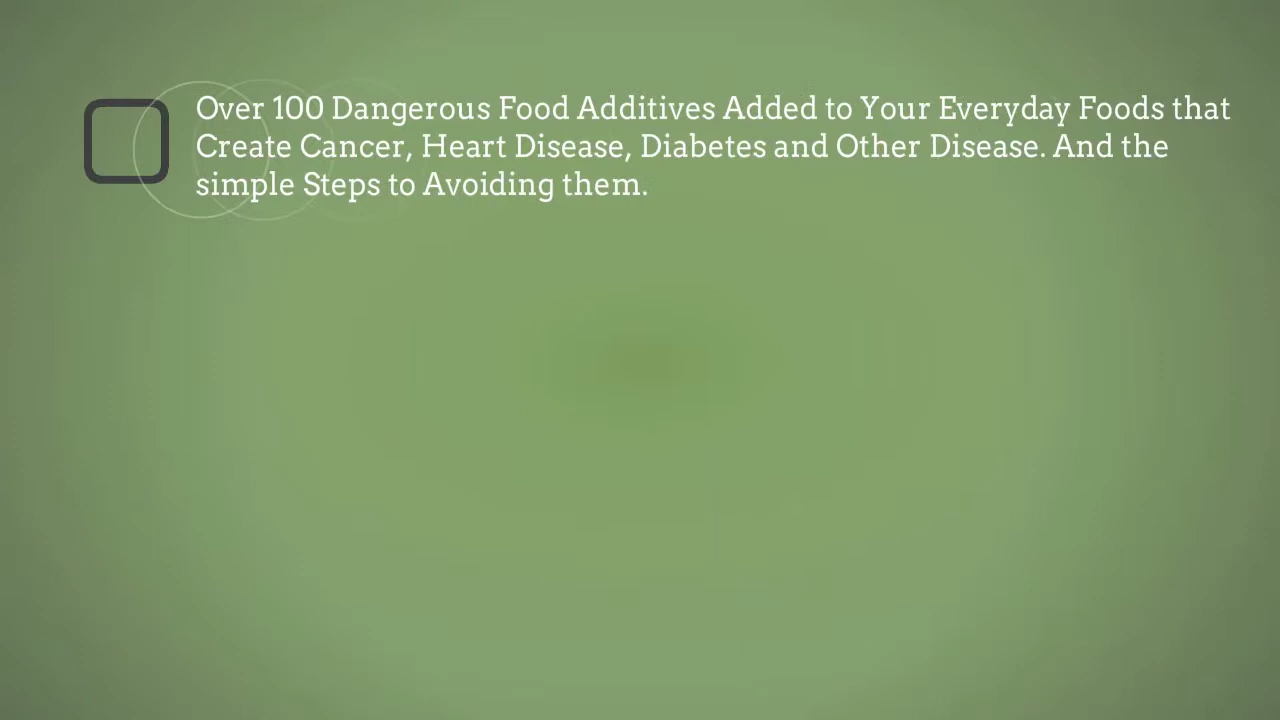 Over 100 Dangerous Food Additives Added to Your Everyday Foods that
Create Cancer, Heart Disease, Diabetes and Other Disease. And the
simple Steps to Avoiding them.